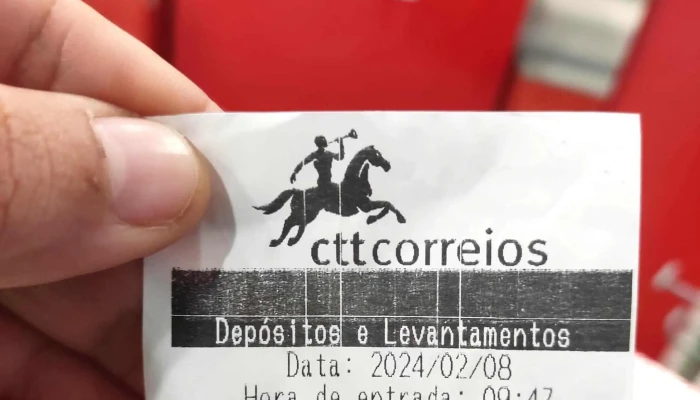 cttcorreios
Depósitos e Levantamentos
Data: 2024/02/08
Hora de entrada: 09:47